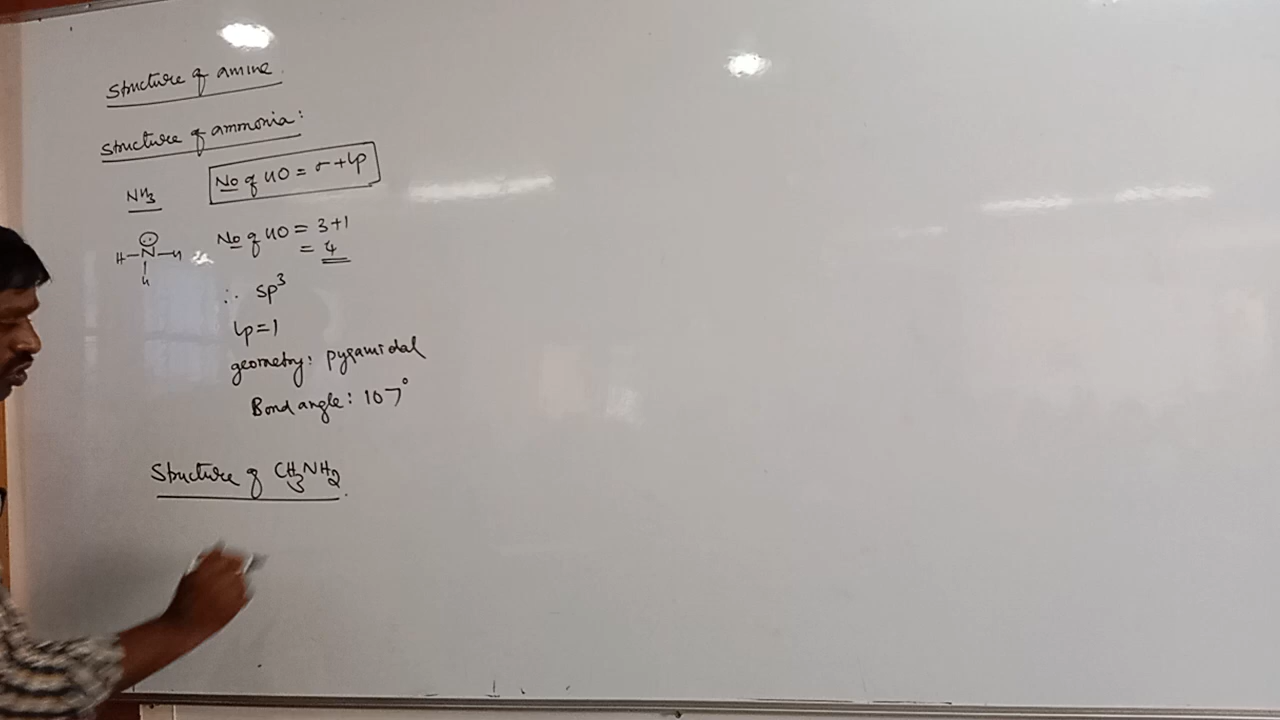 Structure of amine.
Structure of ammonia:
NH3
No of HO = σ + lp
H–N–H
H
No of HO = 3+1
= 4
∴ sp³
lp=1
geometry: pyramidal
Bond angle: 107°
Structure of CH3NH2.